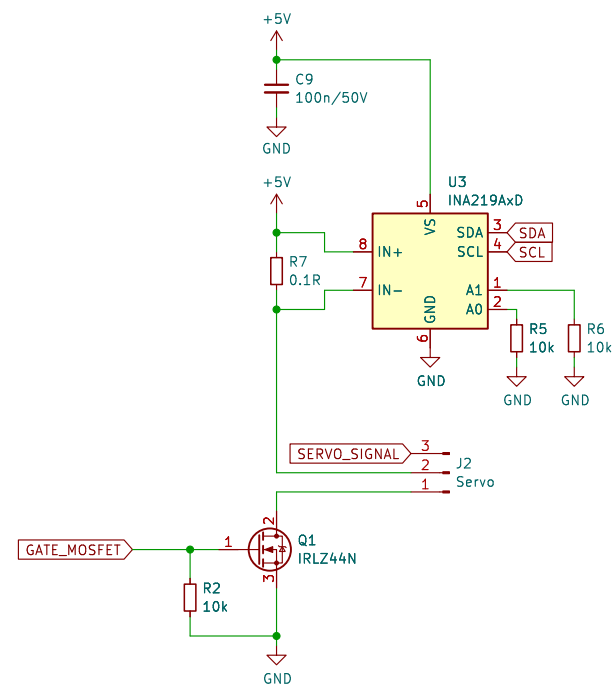 +5V
C9
100n/50V
GND
+5V
U3
INA219AxD
5
VS
SDA
3
SDA
8
IN+
SCL
4
SCL
R7
0.1R
7
IN-
A1
1
GND
A0
2
6
R5
10k
R6
10k
GND
GND
GND
SERVO_SIGNAL
3
J2
2
Servo
1
2
GATE_MOSFET
1
Q1
IRLZ44N
3
R2
10k
GND